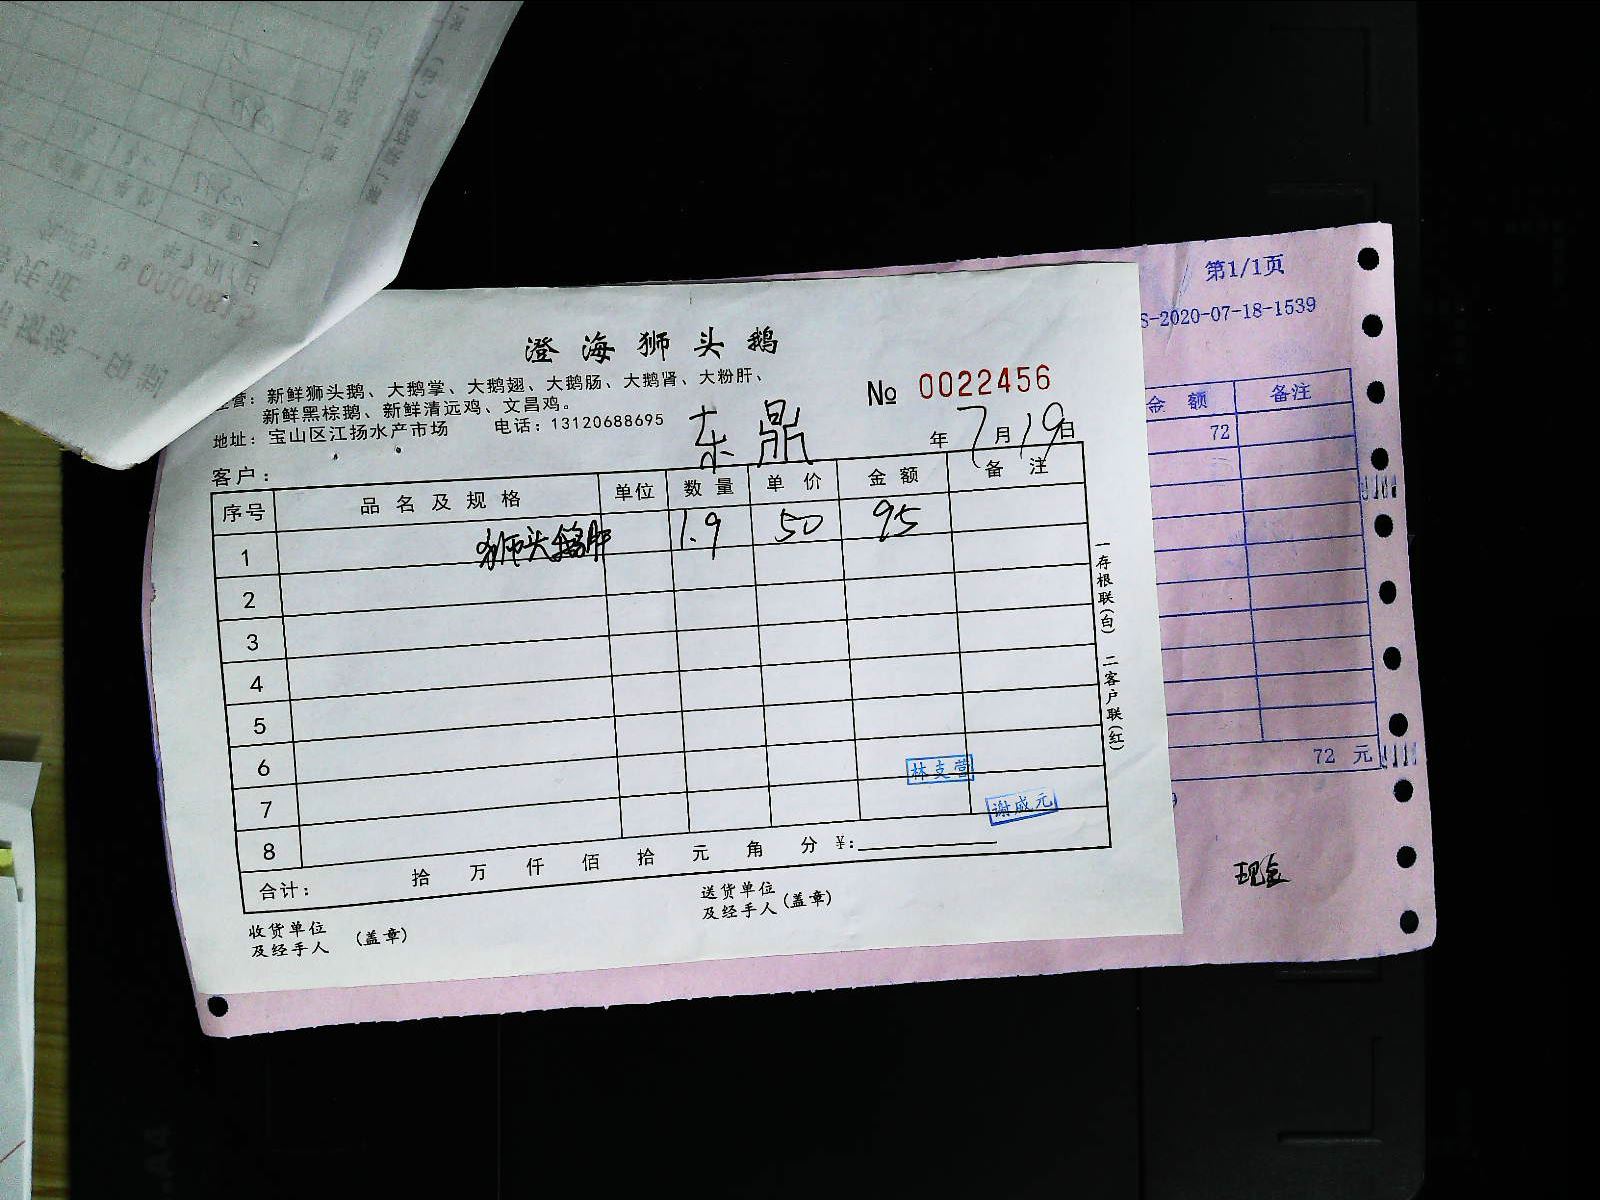 澄海狮头鹅
营：新鲜狮头鹅、大鹅掌、大鹅翅、大鹅肠、大鹅肾、大粉肝、
新鲜黑棕鹅、新鲜清远鸡、文昌鸡。
№ 0022456
地址：宝山区江扬水产市场 电话：13120688695
东鼎
年 7 月 19 日
客户：
序号 品名及规格 单位 数量 单价 金额 备注
1 狮头鹅肝 1.9 50 95
2
3
4
5
6
7
8
林支营
谢成元
合计： 拾 万 仟 佰 拾 元 角 分 ¥：
收货单位
及经手人 （盖章）
送货单位
及经手人（盖章）
一存根联（白） 二客户联（红）
第1/1页
S-2020-07-18-1539
金额 备注
72
72 元
现金